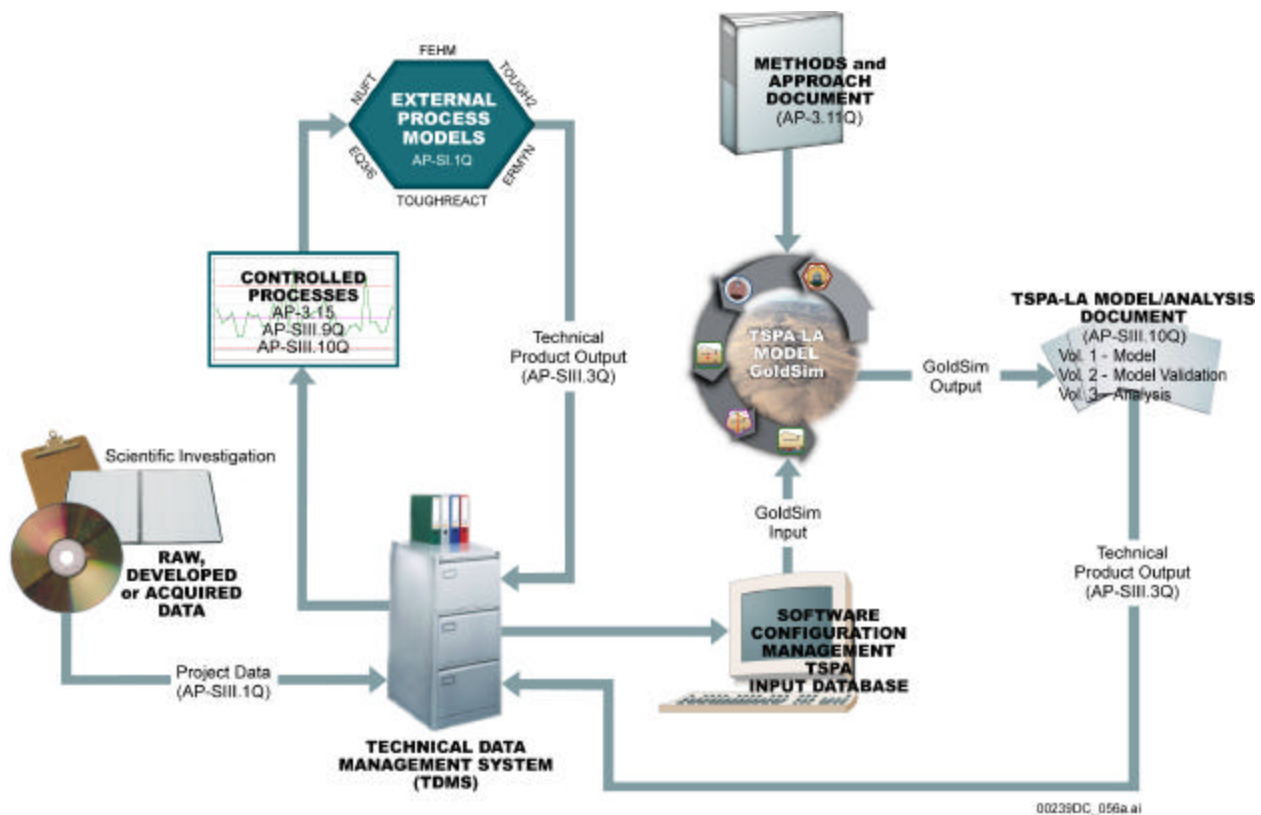 FEHM
NUFT
TOUGH2
EXTERNAL
PROCESS
MODELS
AP-SI.1Q
EQ3/6
ERMYN
TOUGHREACT
METHODS and
APPROACH
DOCUMENT
(AP-3.11Q)
CONTROLLED
PROCESSES
AP-3.15
AP-SIII.9Q
AP-SIII.10Q
Technical
Product Output
(AP-SIII.3Q)
TSPA-LA
MODEL
GoldSim
GoldSim
Output
TSPA-LA MODEL/ANALYSIS
DOCUMENT
(AP-SIII.10Q)
Vol. 1 - Model
Vol. 2 - Model Validation
Vol. 3 - Analysis
Scientific Investigation
RAW,
DEVELOPED
or ACQUIRED
DATA
Project Data
(AP-SIII.1Q)
TECHNICAL DATA
MANAGEMENT SYSTEM
(TDMS)
GoldSim
Input
SOFTWARE
CONFIGURATION
MANAGEMENT
TSPA
INPUT DATABASE
Technical
Product Output
(AP-SIII.3Q)
00239DC_056a.ai